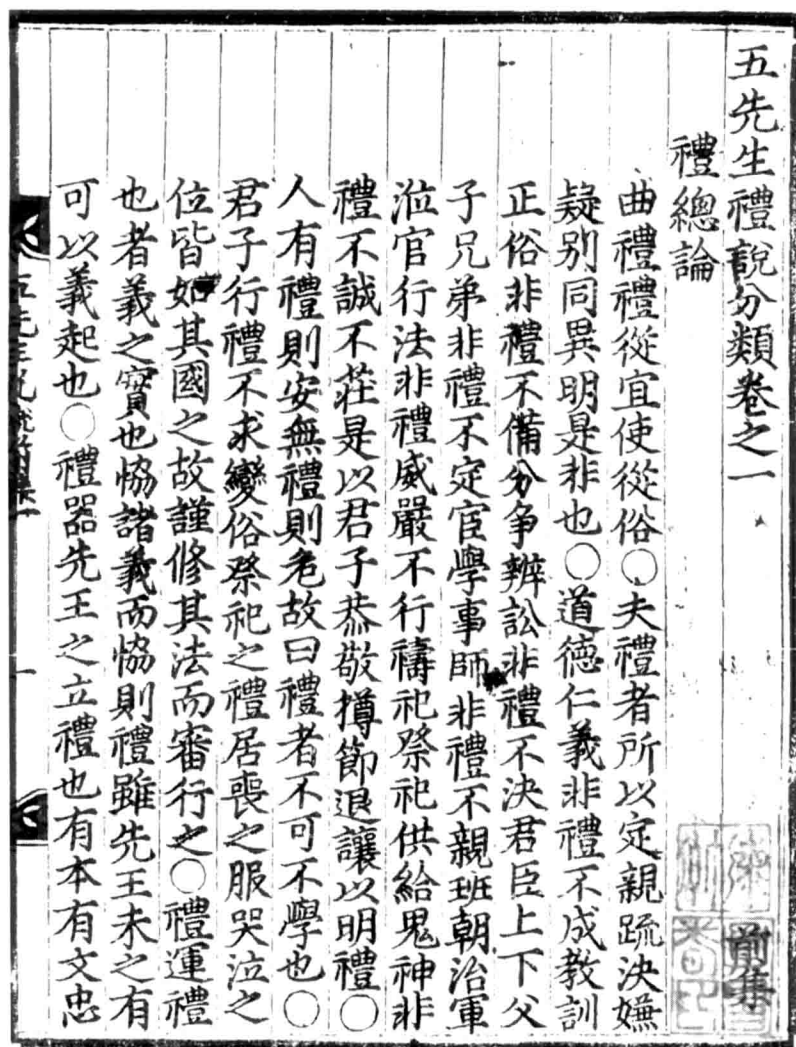 五先生禮說分類卷之一
前集
禮總論
曲禮禮從宜使從俗○夫禮者所以定親疏決嫌
疑別同異明是非也○道德仁義非禮不成教訓
正俗非禮不備分爭辨訟非禮不決君臣上下父
子兄弟非禮不定宦學事師非禮不親班朝治軍
涖官行法非禮威嚴不行禱祀祭祀供給鬼神非
禮不誠不莊是以君子恭敬撙節退讓以明禮○
人有禮則安無禮則危故曰禮者不可不學也○
君子行禮不求變俗祭祀之禮居喪之服哭泣之
位皆如其國之故謹修其法而審行之○禮運禮
也者義之實也協諸義而協則禮雖先王未之有
可以義起也○禮器先王之立禮也有本有文忠
一